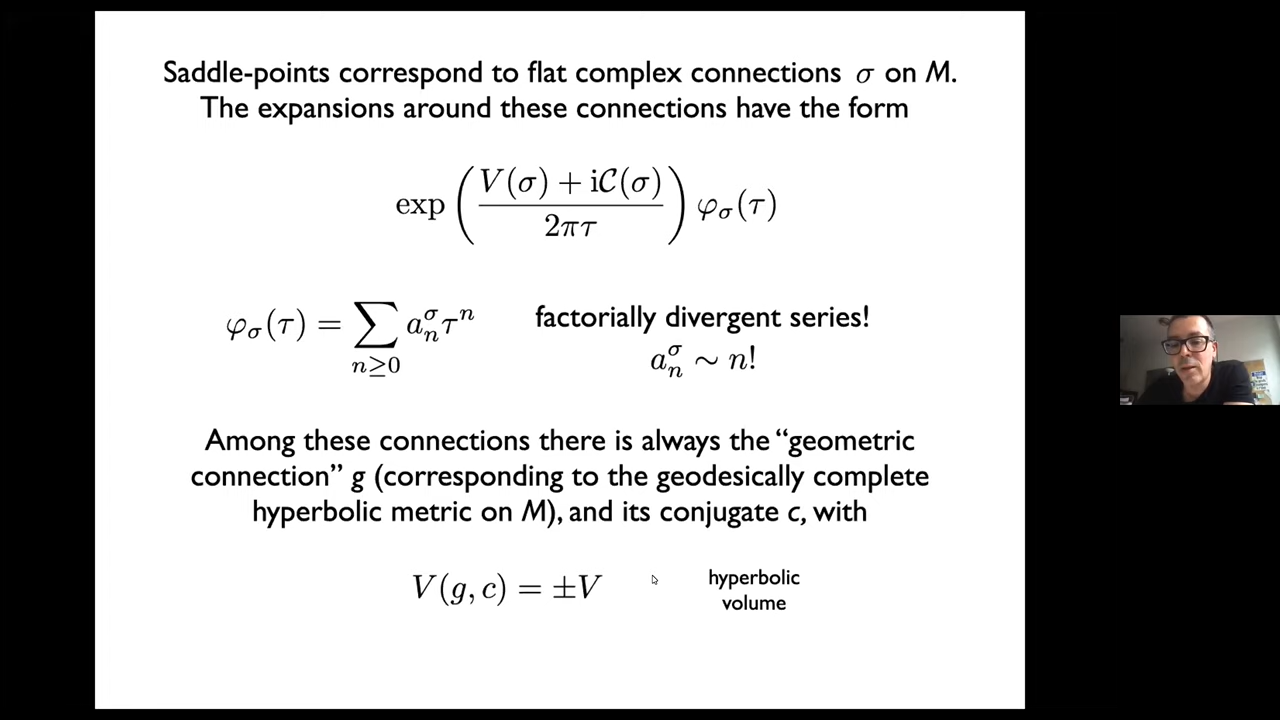 Saddle-points correspond to flat complex connections σ on M.
The expansions around these connections have the form
exp ( (V(σ) + i𝒞(σ)) / 2πτ ) φ_σ(τ)
φ_σ(τ) = ∑_{n≥0} a_n^σ τ^n
factorially divergent series!
a_n^σ ∼ n!
Among these connections there is always the “geometric
connection” g (corresponding to the geodesically complete
hyperbolic metric on M), and its conjugate c, with
V(g, c) = ±V
hyperbolic
volume